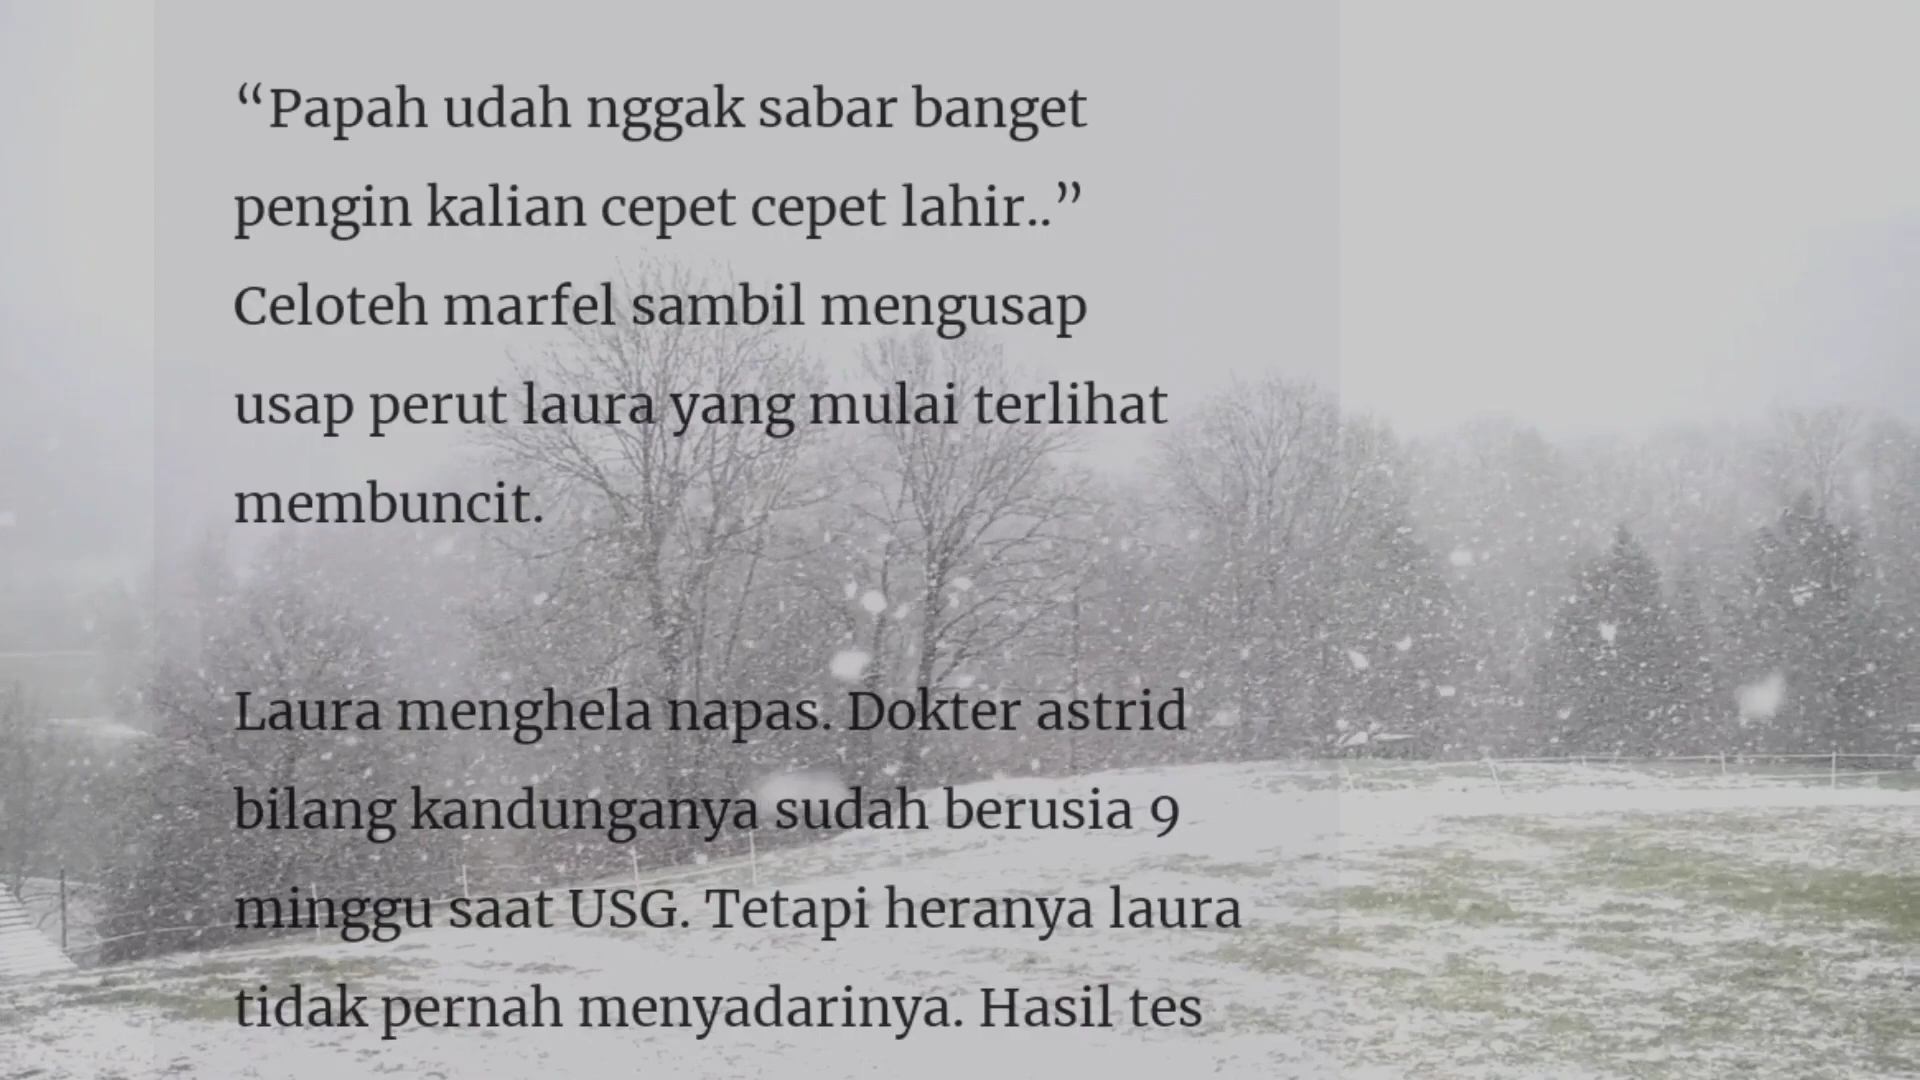 “Papah udah nggak sabar banget
pengin kalian cepet cepet lahir..”
Celoteh marfel sambil mengusap
usap perut laura yang mulai terlihat
membuncit.
Laura menghela napas. Dokter astrid
bilang kandunganya sudah berusia 9
minggu saat USG. Tetapi heranya laura
tidak pernah menyadarinya. Hasil tes